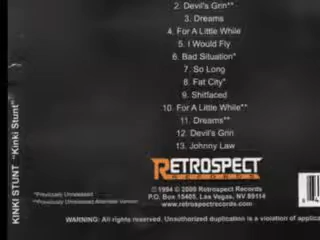 2. Devil's Grin**
3. Dreams
4. For A Little While
5. I Would Fly
6. Bad Situation*
7. So Long
8. Fat City*
9. Shitfaced
10. For A Little While**
11. Dreams**
12. Devil's Grin
13. Johnny Law
KINKI STUNT "Kinki Stunt"
*Previously Unreleased
**Previously Unreleased Alternate Version
RETROSPECT
RECORDS
© 1994 © 2008 Retrospect Records
P.O. Box 15405, Las Vegas, NV 89114
www.retrospectrecords.com
WARNING: All rights reserved. Unauthorized duplication is a violation of applica
8